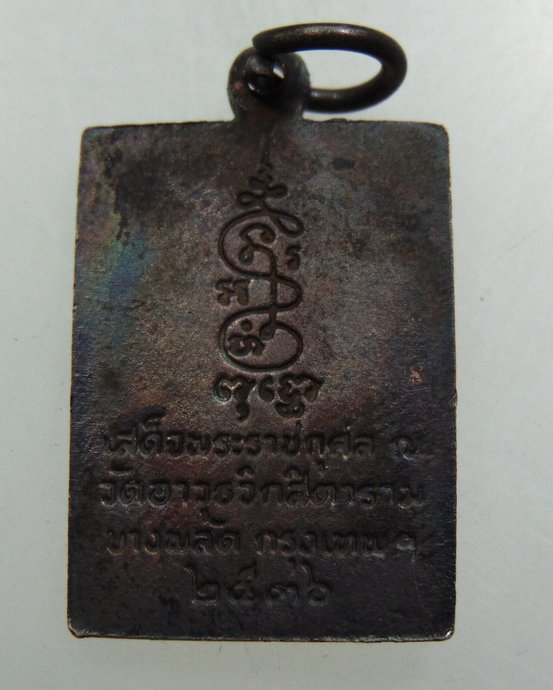 เสด็จพระราชกุศล ณ
วัดอาวุธวิกสิตาราม
บางพลัด กรุงเทพฯ
๒๕๓๖